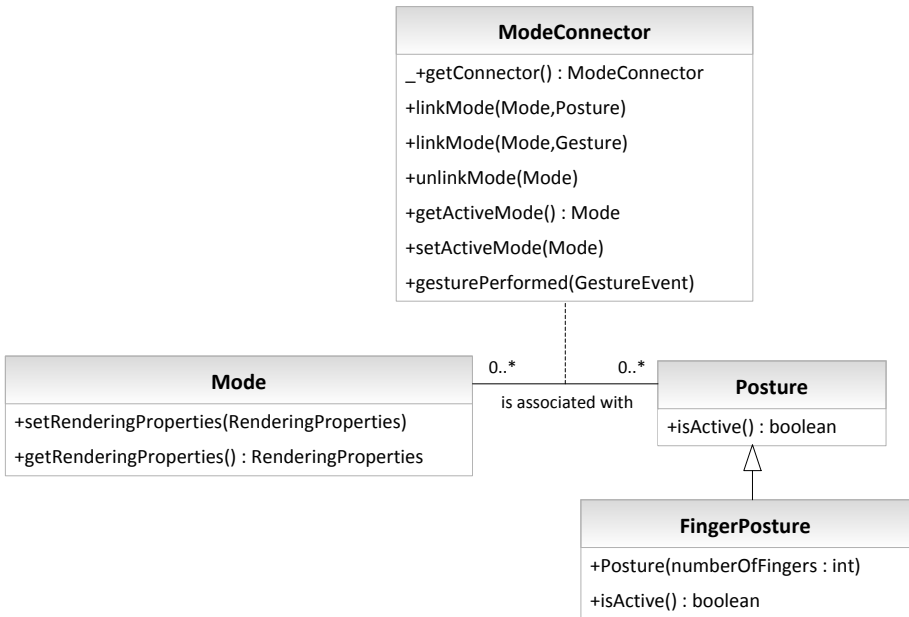 ModeConnector
_+getConnector() : ModeConnector
+linkMode(Mode,Posture)
+linkMode(Mode,Gesture)
+unlinkMode(Mode)
+getActiveMode() : Mode
+setActiveMode(Mode)
+gesturePerformed(GestureEvent)
Mode
+setRenderingProperties(RenderingProperties)
+getRenderingProperties() : RenderingProperties
0..*
0..*
is associated with
Posture
+isActive() : boolean
FingerPosture
+Posture(numberOfFingers : int)
+isActive() : boolean